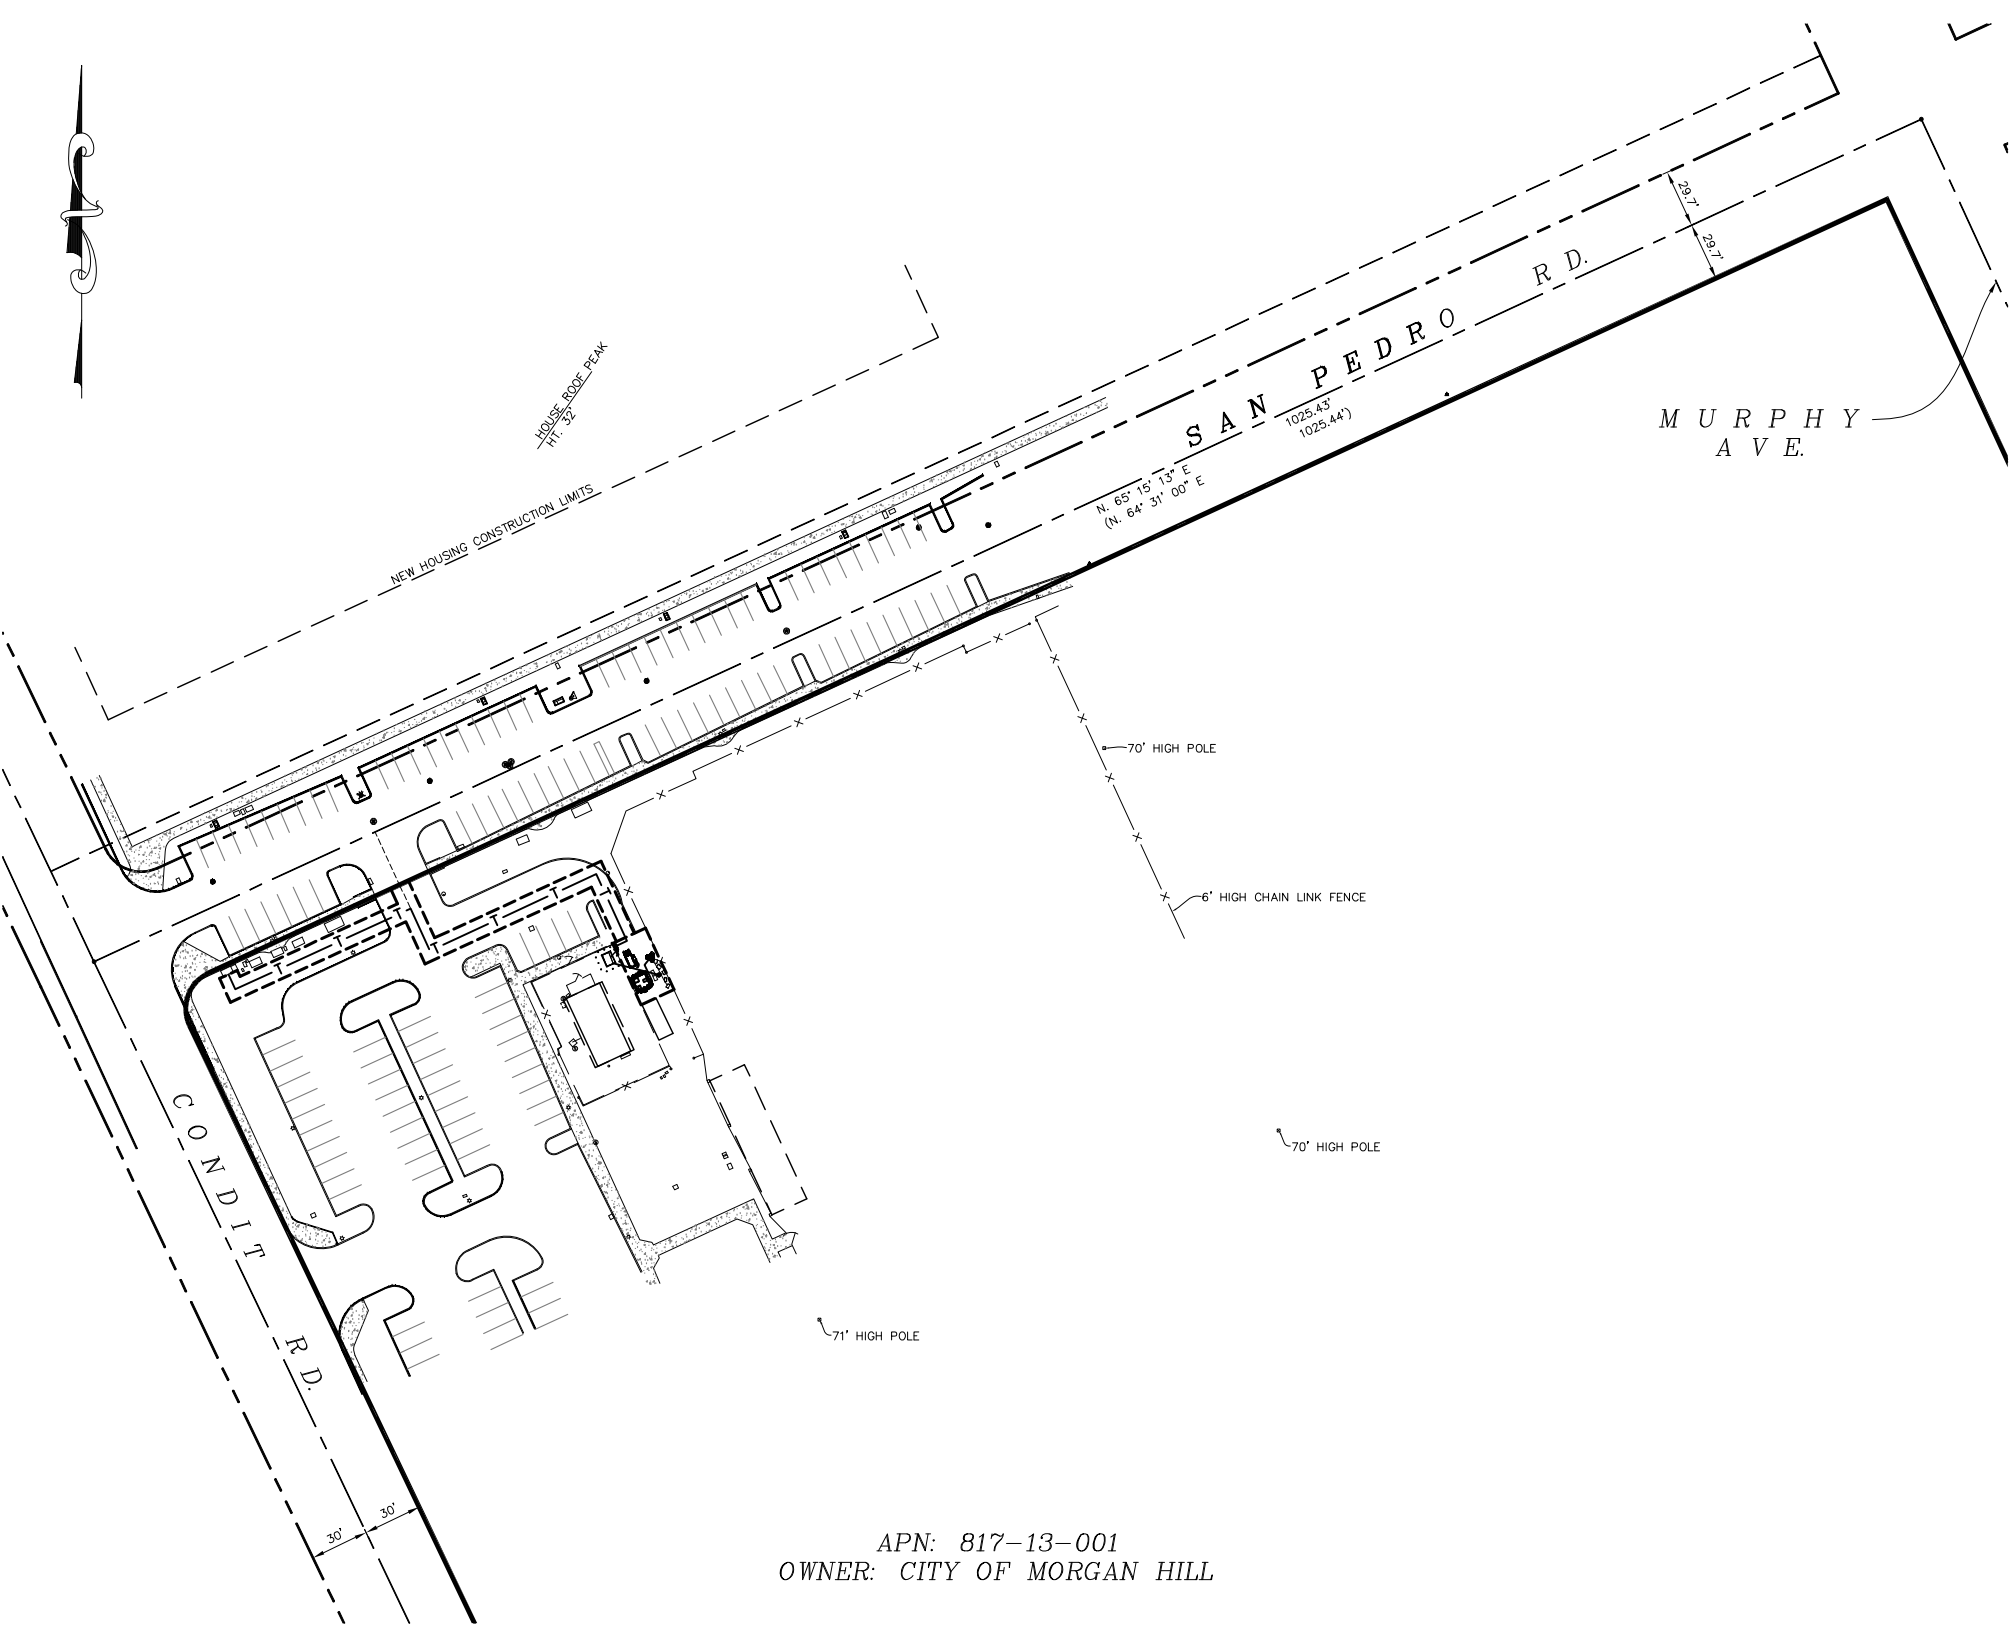 29.7'
29.7'
SAN PEDRO RD.
1025.43'
1025.44')
N. 65° 15' 13" E
(N. 64° 31' 00" E
MURPHY
AVE.
HOUSE ROOF PEAK
HT. 32'
NEW HOUSING CONSTRUCTION LIMITS
70' HIGH POLE
6' HIGH CHAIN LINK FENCE
70' HIGH POLE
71' HIGH POLE
CONDIT RD.
30'
30'
APN: 817-13-001
OWNER: CITY OF MORGAN HILL